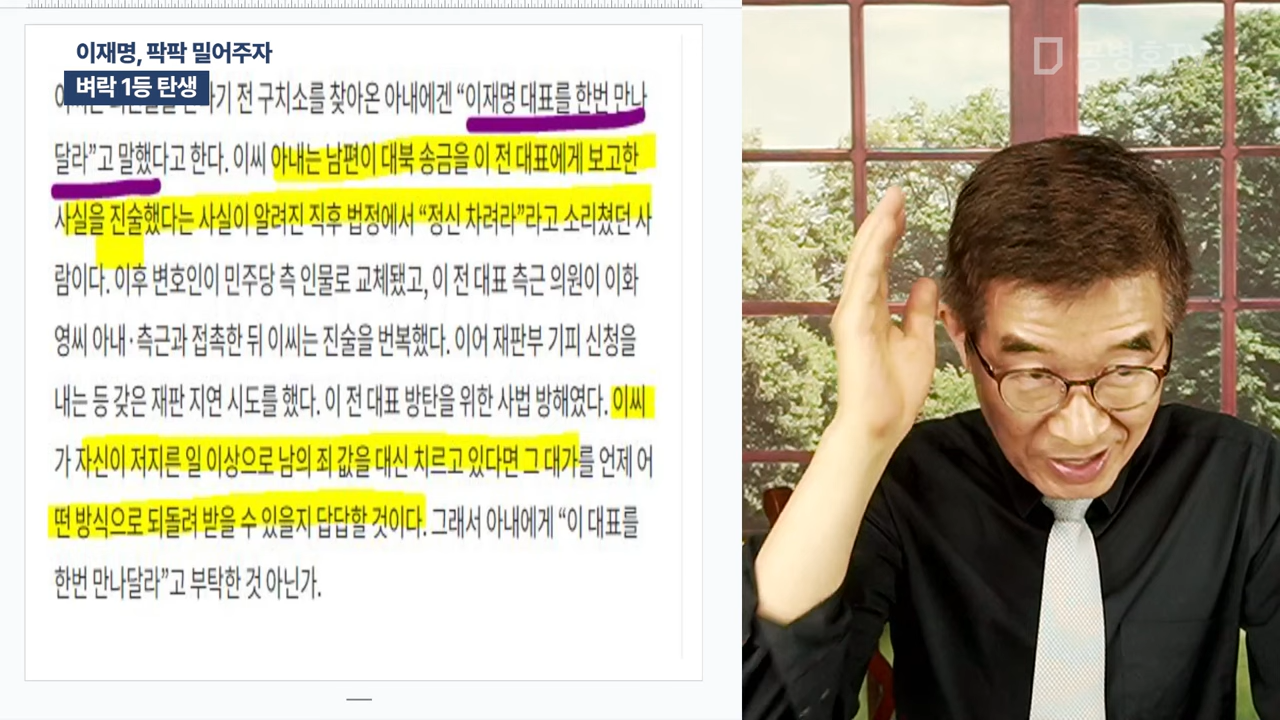 이재명, 팍팍 밀어주자
벼락 1등 탄생
기 전 구치소를 찾아온 아내에겐 “이재명 대표를 한번 만나
달라”고 말했다고 한다. 이씨 아내는 남편이 대북 송금을 이 전 대표에게 보고한
사실을 진술했다는 사실이 알려진 직후 법정에서 “정신 차려라”라고 소리쳤던 사
람이다. 이후 변호인이 민주당 측 인물로 교체됐고, 이 전 대표 측근 의원이 이화
영씨 아내·측근과 접촉한 뒤 이씨는 진술을 번복했다. 이어 재판부 기피 신청을
내는 등 갖은 재판 지연 시도를 했다. 이 전 대표 방탄을 위한 사법 방해였다. 이씨
가 자신이 저지른 일 이상으로 남의 죄 값을 대신 치르고 있다면 그 대가를 언제 어
떤 방식으로 되돌려 받을 수 있을지 답답할 것이다. 그래서 아내에게 “이 대표를
한번 만나달라”고 부탁한 것 아닌가.